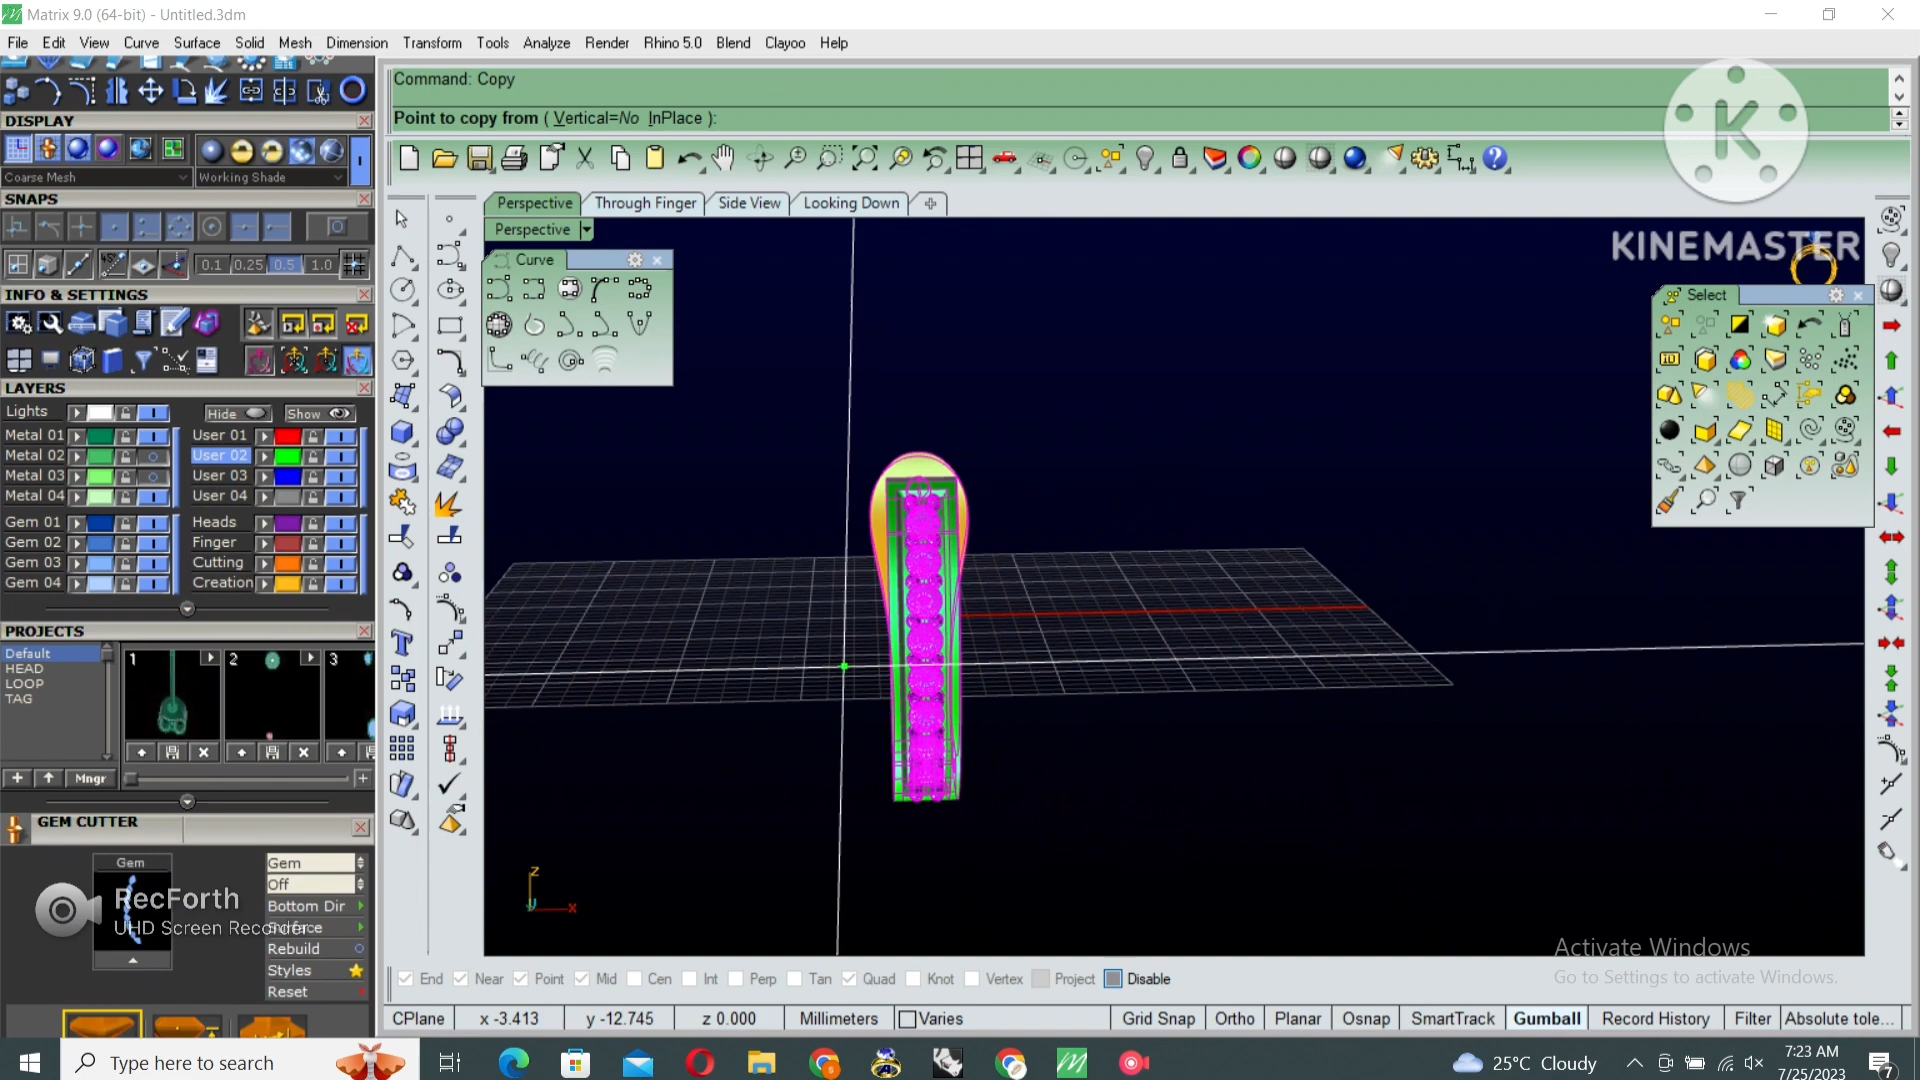 Matrix 9.0 (64-bit) - Untitled.3dm
File Edit View Curve Surface Solid Mesh Dimension Transform Tools Analyze Render Rhino 5.0 Blend Clayoo Help
Command: Copy
Point to copy from ( Vertical=No InPlace ):
K
KINEMASTER
DISPLAY
Coarse Mesh Working Shade
SNAPS
0.1 0.25 0.5 1.0
INFO & SETTINGS
LAYERS
Lights Hide Show
Metal 01 User 01
Metal 02 User 02
Metal 03 User 03
Metal 04 User 04
Gem 01 Heads
Gem 02 Finger
Gem 03 Cutting
Gem 04 Creation
PROJECTS
Default
HEAD
LOOP
TAG
1 2 3
Mngr
GEM CUTTER
Gem
Gem
Off
Bottom Dir
Surface
Rebuild
Styles
Reset
RecForth
UHD Screen Recorder
Perspective Through Finger Side View Looking Down
Perspective
Curve
Select
z
y x
Activate Windows
Go to Settings to activate Windows.
End Near Point Mid Cen Int Perp Tan Quad Knot Vertex Project Disable
CPlane x -3.413 y -12.745 z 0.000 Millimeters Varies Grid Snap Ortho Planar Osnap SmartTrack Gumball Record History Filter Absolute tole...
Type here to search
25°C Cloudy
7:23 AM
7/25/2023
7